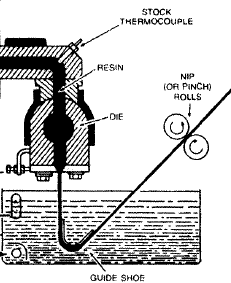 STOCK
THERMOCOUPLE
RESIN
NIP
(OR PINCH)
ROLLS
DIE
GUIDE SHOE